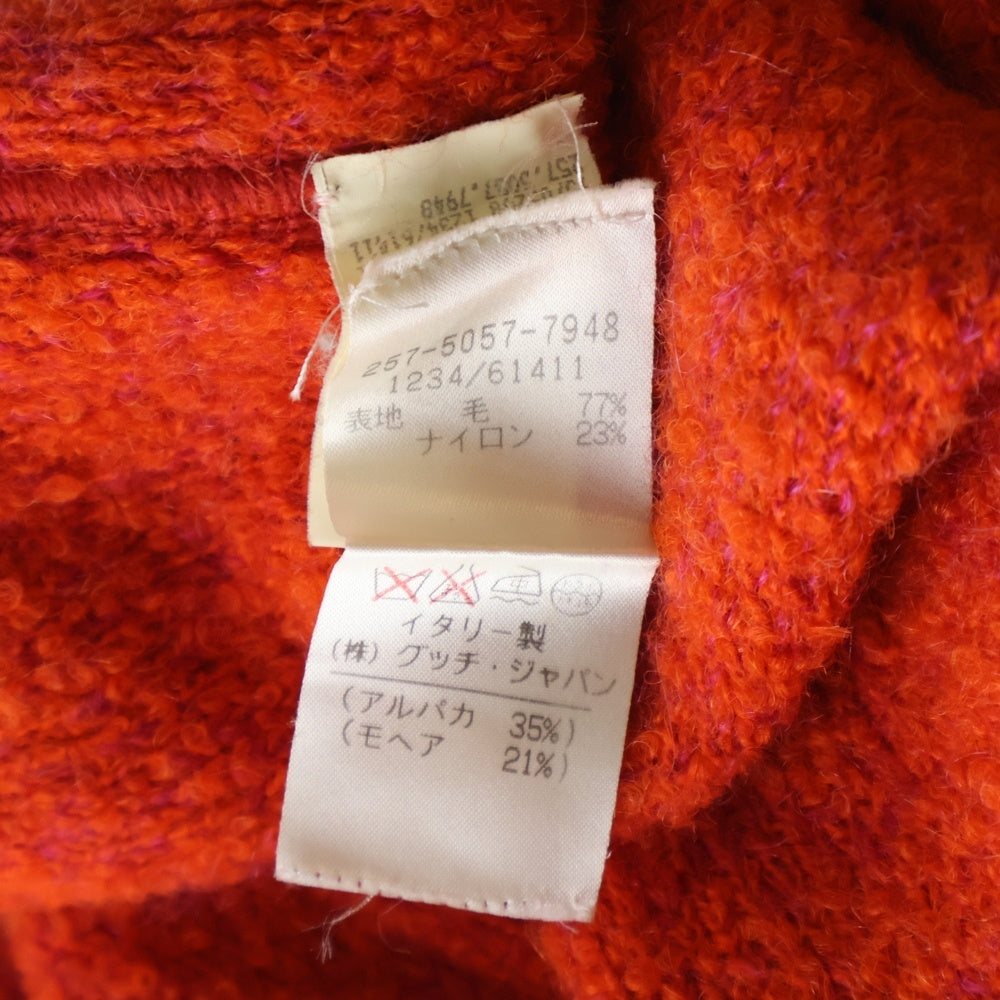 257-5057-7948
1234/61411
表地 毛 77%
ナイロン 23%
イタリー製
(株) グッチ・ジャパン
(アルパカ 35%)
(モヘア 21%)